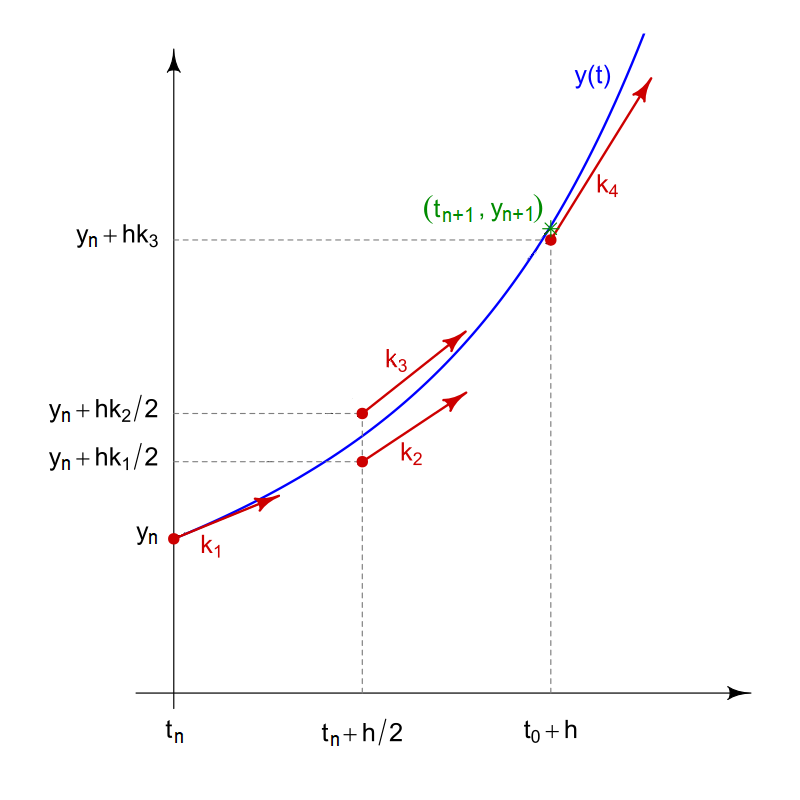 y(t)
k₄
(tₙ₊₁, yₙ₊₁)
yₙ + hk₃
k₃
yₙ + hk₂/2
k₂
yₙ + hk₁/2
yₙ
k₁
tₙ
tₙ + h/2
t₀ + h